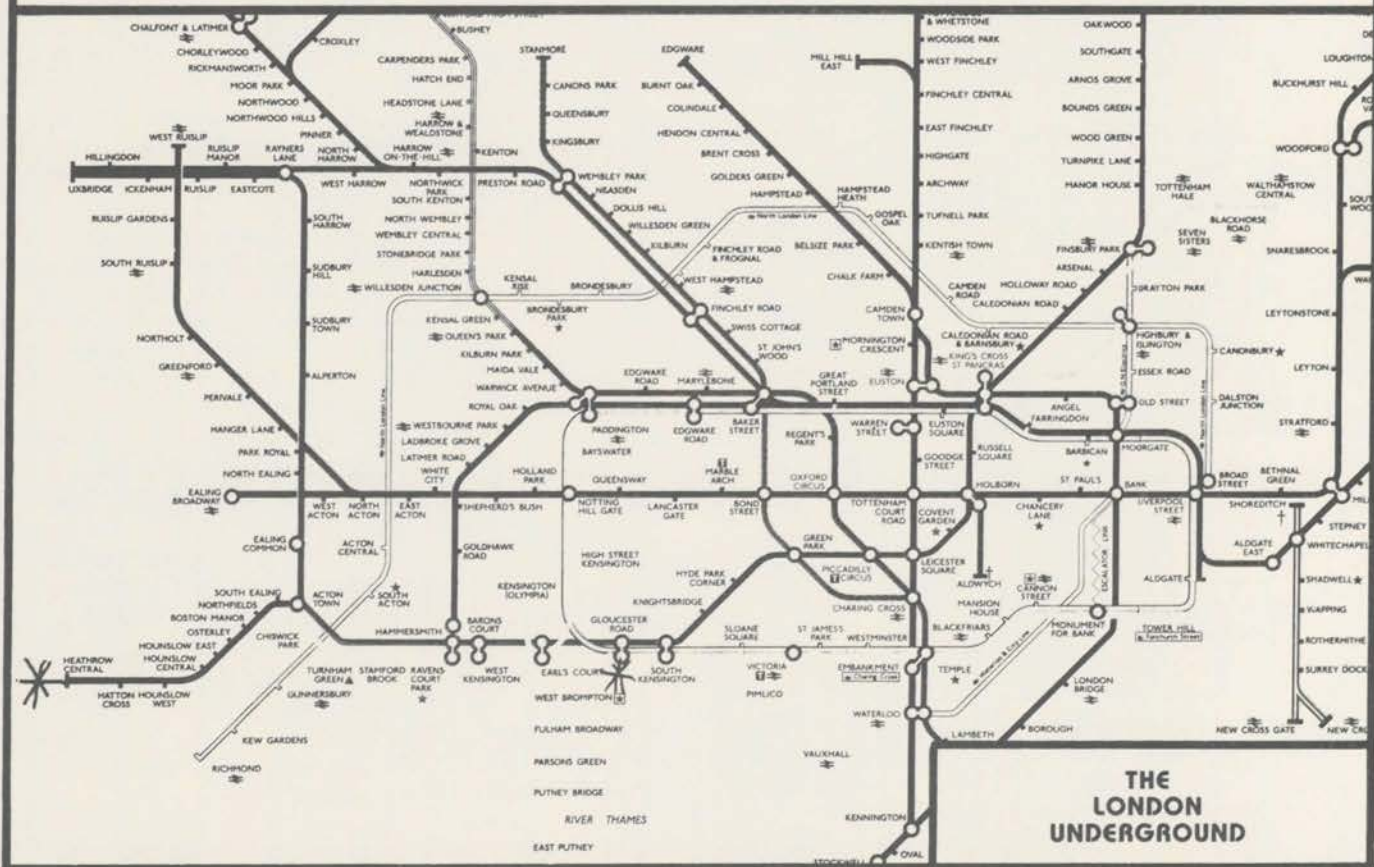 CHALFONT & LATIMER
CHORLEYWOOD
RICKMANSWORTH
MOOR PARK
CROXLEY
NORTHWOOD
NORTHWOOD HILLS
PINNER
NORTH HARROW
HARROW ON-THE-HILL
WEST RUISLIP
HILLINGDON
RUISLIP MANOR
RAYNERS LANE
UXBRIDGE
ICKENHAM
RUISLIP
EASTCOTE
WEST HARROW
NORTHWICK PARK
PRESTON ROAD
RUISLIP GARDENS
SOUTH RUISLIP
NORTHOLT
GREENFORD
PERIVALE
HANGER LANE
PARK ROYAL
NORTH EALING
EALING BROADWAY
SOUTH HARROW
SUDBURY HILL
SUDBURY TOWN
ALPERTON
BUSHEY
CARPENDERS PARK
HATCH END
HEADSTONE LANE
HARROW & WEALDSTONE
KENTON
SOUTH KENTON
NORTH WEMBLEY
WEMBLEY CENTRAL
STONEBRIDGE PARK
HARLESDEN
WILLESDEN JUNCTION
KENSAL GREEN
QUEEN'S PARK
KILBURN PARK
MAIDA VALE
WARWICK AVENUE
ROYAL OAK
WESTBOURNE PARK
LADBROKE GROVE
LATIMER ROAD
STANMORE
CANONS PARK
QUEENSBURY
KINGSBURY
WEMBLEY PARK
NEASDEN
DOLLIS HILL
WILLESDEN GREEN
KILBURN
WEST HAMPSTEAD
FINCHLEY ROAD
SWISS COTTAGE
ST. JOHN'S WOOD
KENSAL RISE
BRONDESBURY
BRONDESBURY PARK
FINCHLEY ROAD & FROGNAL
North London Line
HAMPSTEAD HEATH
GOSPEL OAK
EDGWARE
BURNT OAK
COLINDALE
HENDON CENTRAL
BRENT CROSS
GOLDERS GREEN
HAMPSTEAD
BELSIZE PARK
CHALK FARM
CAMDEN TOWN
MORNINGTON CRESCENT
MILL HILL EAST
& WHETSTONE
WOODSIDE PARK
WEST FINCHLEY
FINCHLEY CENTRAL
EAST FINCHLEY
HIGHGATE
ARCHWAY
TUFNELL PARK
KENTISH TOWN
CAMDEN ROAD
CALEDONIAN ROAD & BARNSBURY
KING'S CROSS ST PANCRAS
EUSTON
OAKWOOD
SOUTHGATE
ARNOS GROVE
BOUNDS GREEN
WOOD GREEN
TURNPIKE LANE
MANOR HOUSE
FINSBURY PARK
ARSENAL
HOLLOWAY ROAD
CALEDONIAN ROAD
DRAYTON PARK
HIGHBURY & ISLINGTON
ESSEX ROAD
OLD STREET
CANONBURY
DALSTON JUNCTION
North London Line
TOTTENHAM HALE
WALTHAMSTOW CENTRAL
BLACKHORSE ROAD
SEVEN SISTERS
LOUGHTON
BUCKHURST HILL
WOODFORD
SNARESBROOK
LEYTONSTONE
LEYTON
STRATFORD
EDGWARE ROAD
MARYLEBONE
GREAT PORTLAND STREET
PADDINGTON
EDGWARE ROAD
BAKER STREET
REGENT'S PARK
WARREN STREET
EUSTON SQUARE
ANGEL
FARRINGDON
BARBICAN
MOORGATE
BAYSWATER
GOODGE STREET
RUSSELL SQUARE
North London Line
WEST ACTON
NORTH ACTON
EAST ACTON
WHITE CITY
SHEPHERD'S BUSH
HOLLAND PARK
NOTTING HILL GATE
QUEENSWAY
LANCASTER GATE
MARBLE ARCH
BOND STREET
OXFORD CIRCUS
TOTTENHAM COURT ROAD
HOLBORN
CHANCERY LANE
ST PAUL'S
BANK
LIVERPOOL STREET
BROAD STREET
BETHNAL GREEN
SHOREDITCH
STEPNEY
WHITECHAPEL
ALDGATE EAST
ALDGATE
SHADWELL
WAPPING
ROTHERHITHE
SURREY DOCK
NEW CROSS GATE
EALING COMMON
ACTON CENTRAL
GOLDHAWK ROAD
HIGH STREET KENSINGTON
GREEN PARK
COVENT GARDEN
LEICESTER SQUARE
PICCADILLY CIRCUS
ALDWYCH
HYDE PARK CORNER
KNIGHTSBRIDGE
CHARING CROSS
MANSION HOUSE
CANNON STREET
ESCALATOR LINK
BLACKFRIARS
MONUMENT FOR BANK
TOWER HILL
Fenchurch Street
SOUTH EALING
NORTHFIELDS
BOSTON MANOR
OSTERLEY
HOUNSLOW EAST
HOUNSLOW CENTRAL
HEATHROW CENTRAL
HATTON CROSS
HOUNSLOW WEST
ACTON TOWN
SOUTH ACTON
CHISWICK PARK
TURNHAM GREEN
GUNNERSBURY
KEW GARDENS
RICHMOND
STAMFORD BROOK
RAVENSCOURT PARK
HAMMERSMITH
BARONS COURT
WEST KENSINGTON
KENSINGTON (OLYMPIA)
EARL'S COURT
GLOUCESTER ROAD
SOUTH KENSINGTON
SLOANE SQUARE
VICTORIA
ST JAMES'S PARK
WESTMINSTER
EMBANKMENT
Charing Cross
TEMPLE
Waterloo & City Line
LONDON BRIDGE
PIMLICO
WEST BROMPTON
FULHAM BROADWAY
PARSONS GREEN
PUTNEY BRIDGE
RIVER THAMES
EAST PUTNEY
WATERLOO
LAMBETH
BOROUGH
VAUXHALL
KENNINGTON
OVAL
STOCKWELL
THE
LONDON
UNDERGROUND